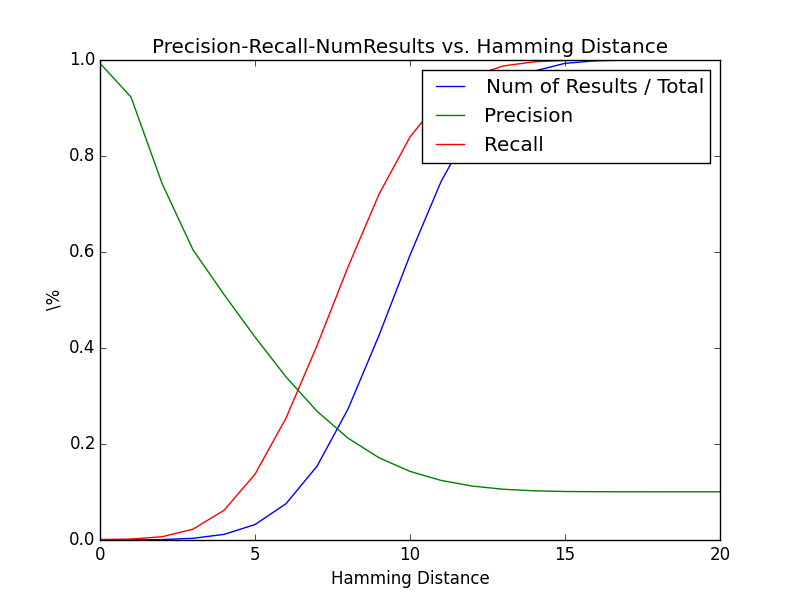 Precision-Recall-NumResults vs. Hamming Distance
1.0
0.8
0.6
0.4
0.2
0.0
\%
Num of Results / Total
Precision
Recall
0 5 10 15 20
Hamming Distance